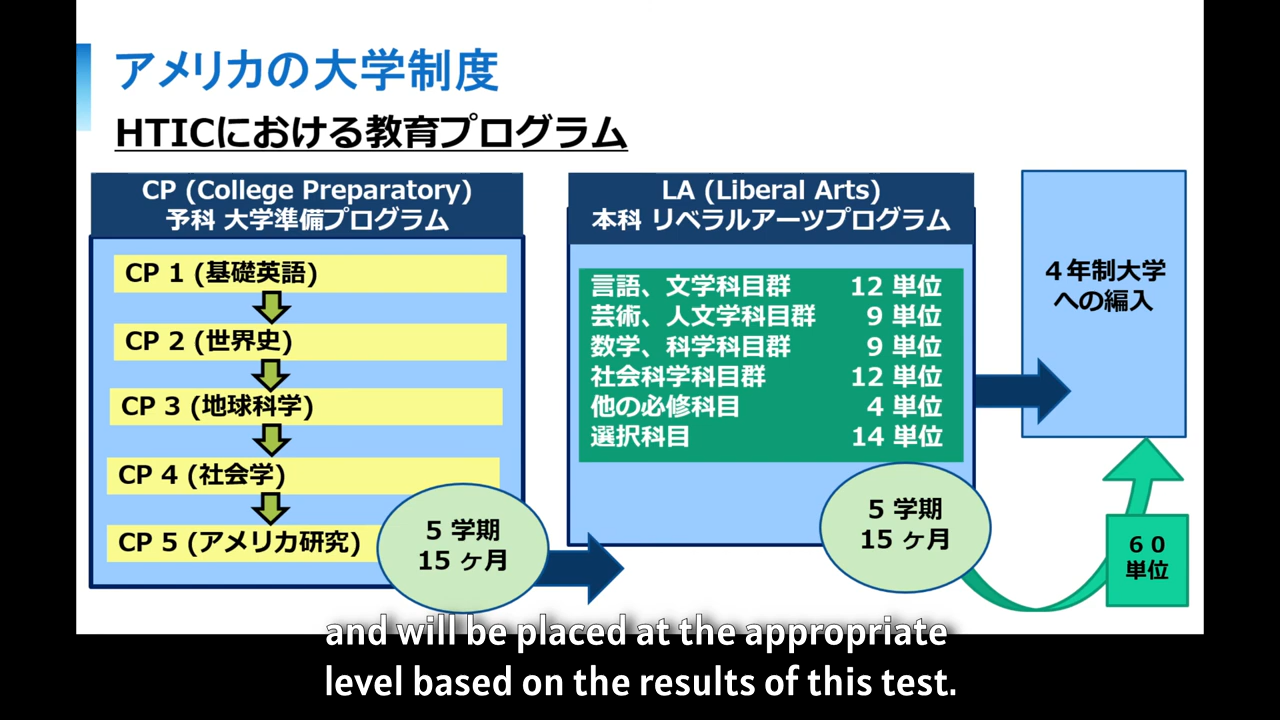 アメリカの大学制度
HTICにおける教育プログラム
CP (College Preparatory)
予科 大学準備プログラム
CP 1 (基礎英語)
CP 2 (世界史)
CP 3 (地球科学)
CP 4 (社会学)
CP 5 (アメリカ研究)
5 学期
15 ヶ月
LA (Liberal Arts)
本科 リベラルアーツプログラム
言語、文学科目群 12 単位
芸術、人文学科目群 9 単位
数学、科学科目群 9 単位
社会科学科目群 12 単位
他の必修科目 4 単位
選択科目 14 単位
5 学期
15 ヶ月
４年制大学
への編入
６０
単位
and will be placed at the appropriate
level based on the results of this test.